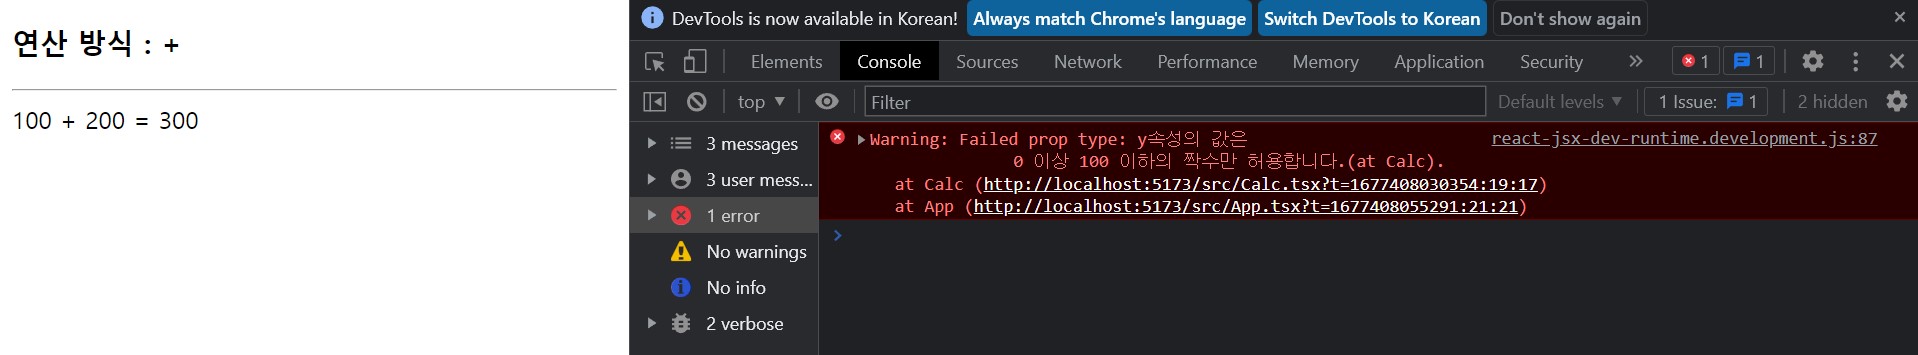 연산 방식 : +
100 + 200 = 300
DevTools is now available in Korean! Always match Chrome's language Switch DevTools to Korean Don't show again ×
Elements Console Sources Network Performance Memory Application Security » 1 1
top ▼ Filter Default levels ▼ 1 Issue: 1 2 hidden
3 messages
3 user mess...
1 error
No warnings
No info
2 verbose
Warning: Failed prop type: y속성의 값은 react-jsx-dev-runtime.development.js:87
0 이상 100 이하의 짝수만 허용합니다.(at Calc).
at Calc (http://localhost:5173/src/Calc.tsx?t=1677408030354:19:17)
at App (http://localhost:5173/src/App.tsx?t=1677408055291:21:21)